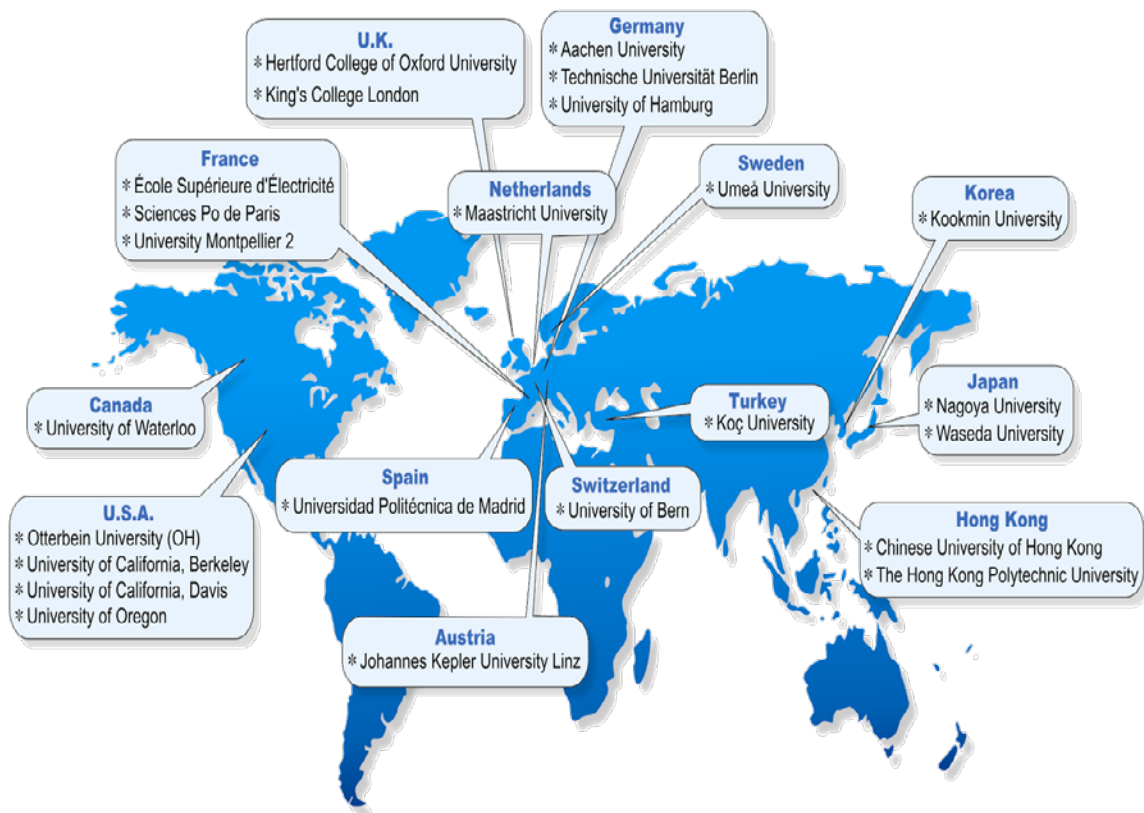 U.K.
* Hertford College of Oxford University
* King's College London
Germany
* Aachen University
* Technische Universität Berlin
* University of Hamburg
France
* École Supérieure d'Électricité
* Sciences Po de Paris
* University Montpellier 2
Netherlands
* Maastricht University
Sweden
* Umeå University
Korea
* Kookmin University
Canada
* University of Waterloo
Turkey
* Koç University
Japan
* Nagoya University
* Waseda University
Spain
* Universidad Politécnica de Madrid
Switzerland
* University of Bern
U.S.A.
* Otterbein University (OH)
* University of California, Berkeley
* University of California, Davis
* University of Oregon
Hong Kong
* Chinese University of Hong Kong
* The Hong Kong Polytechnic University
Austria
* Johannes Kepler University Linz